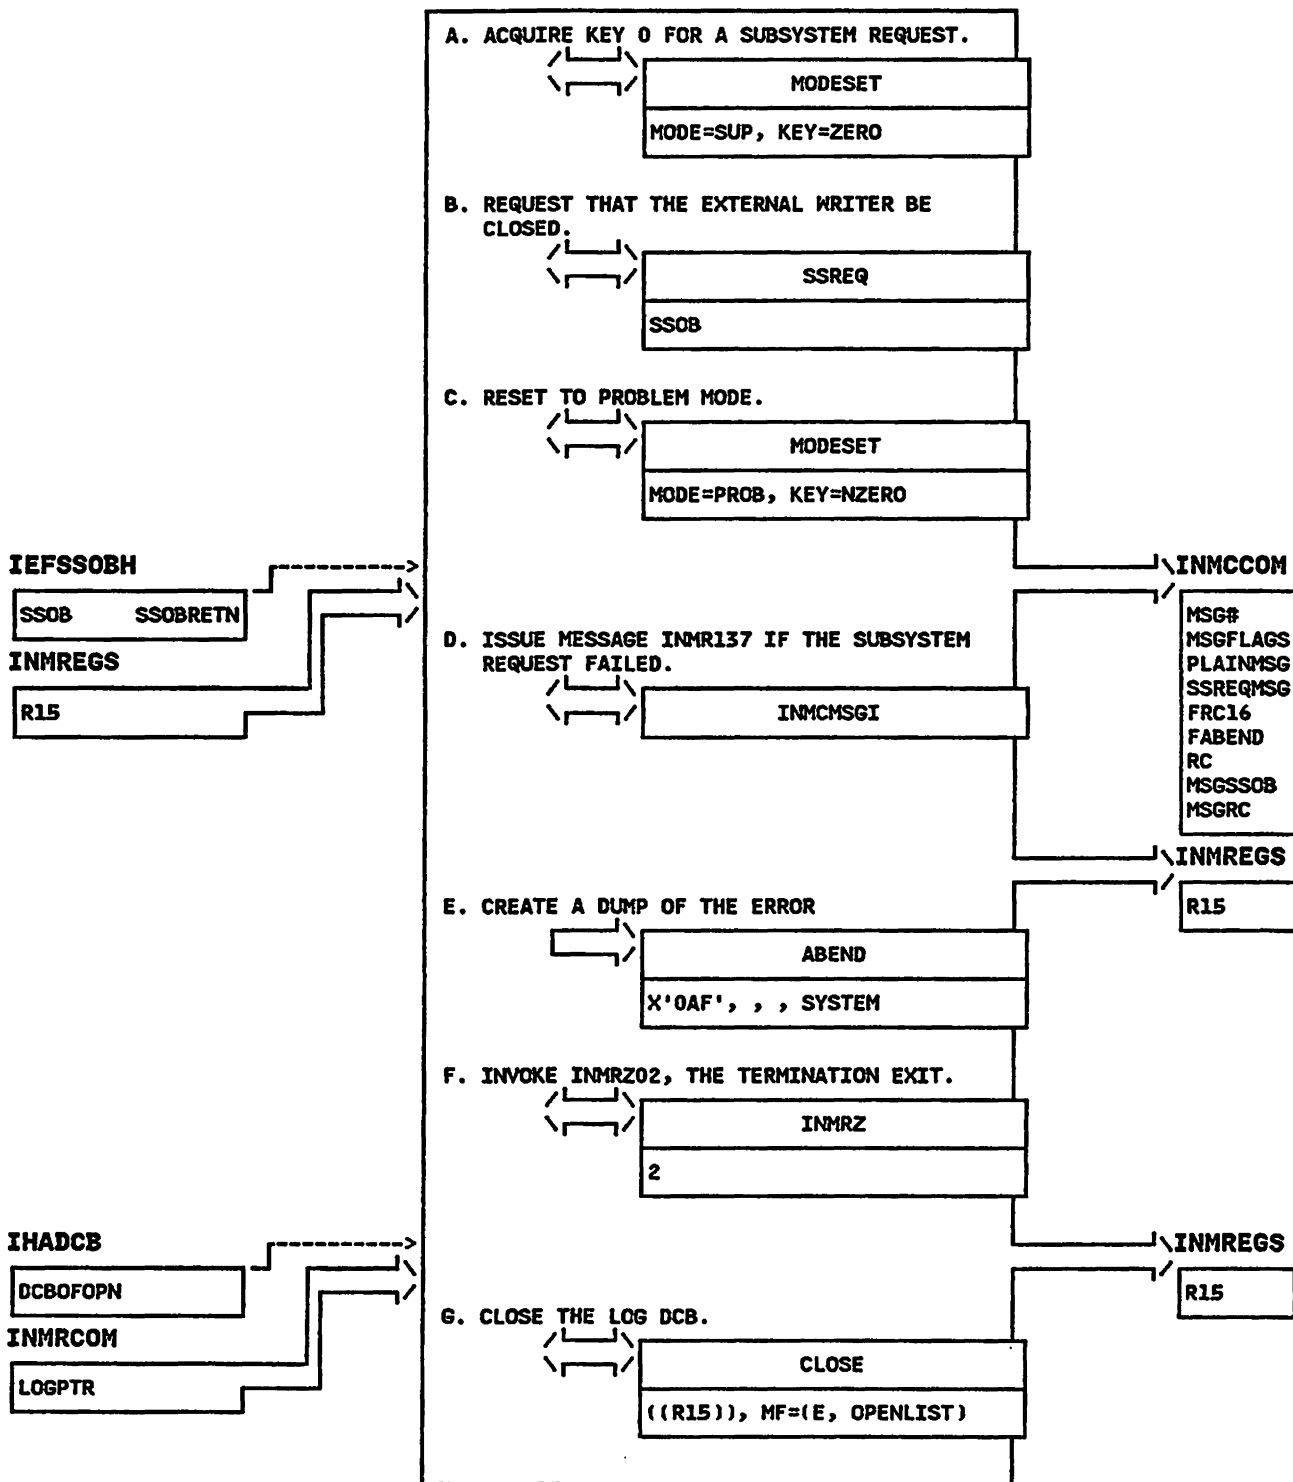 A. ACQUIRE KEY 0 FOR A SUBSYSTEM REQUEST.
MODESET
MODE=SUP, KEY=ZERO
B. REQUEST THAT THE EXTERNAL WRITER BE
CLOSED.
SSREQ
SSOB
C. RESET TO PROBLEM MODE.
MODESET
MODE=PROB, KEY=NZERO
IEFSSOBH
SSOB SSOBRETN
INMREGS
R15
D. ISSUE MESSAGE INMR137 IF THE SUBSYSTEM
REQUEST FAILED.
INMCMSGI
INMCCOM
MSG#
MSGFLAGS
PLAINMSG
SSREQMSG
FRC16
FABEND
RC
MSGSSOB
MSGRC
INMREGS
R15
E. CREATE A DUMP OF THE ERROR
ABEND
X'0AF', , , SYSTEM
F. INVOKE INMRZ02, THE TERMINATION EXIT.
INMRZ
2
IHADCB
DCBOFOPN
INMRCOM
LOGPTR
INMREGS
R15
G. CLOSE THE LOG DCB.
CLOSE
((R15)), MF=(E, OPENLIST)